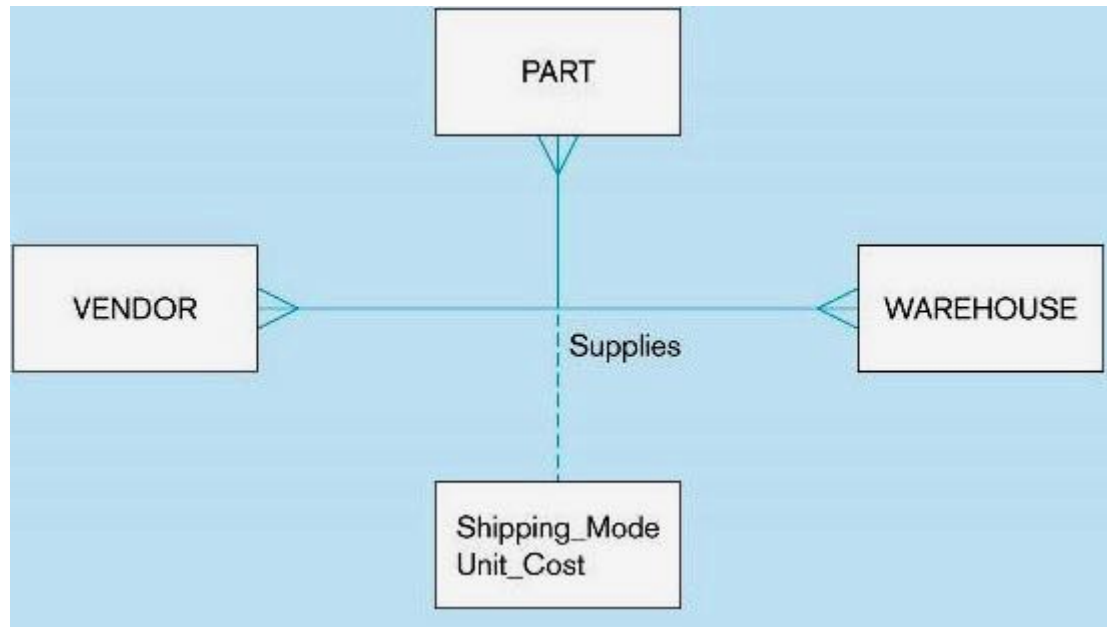 PART
VENDOR
WAREHOUSE
Supplies
Shipping_Mode
Unit_Cost